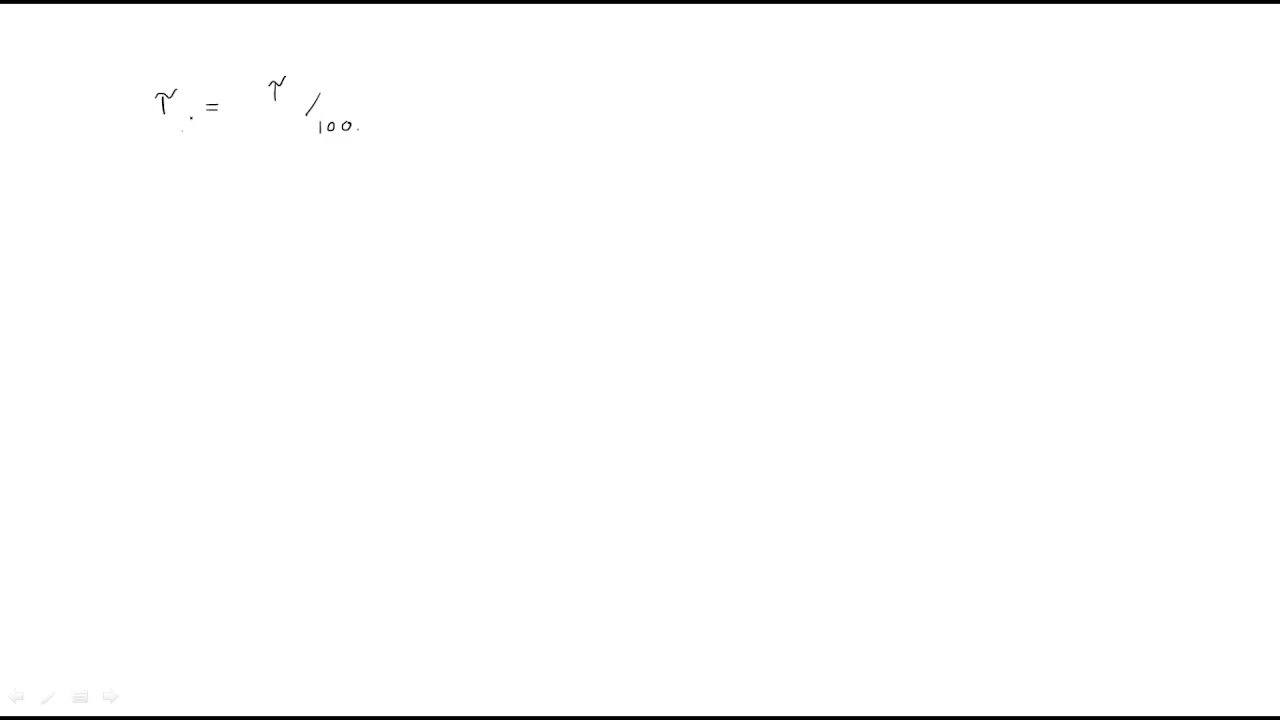 π . = π / 100.